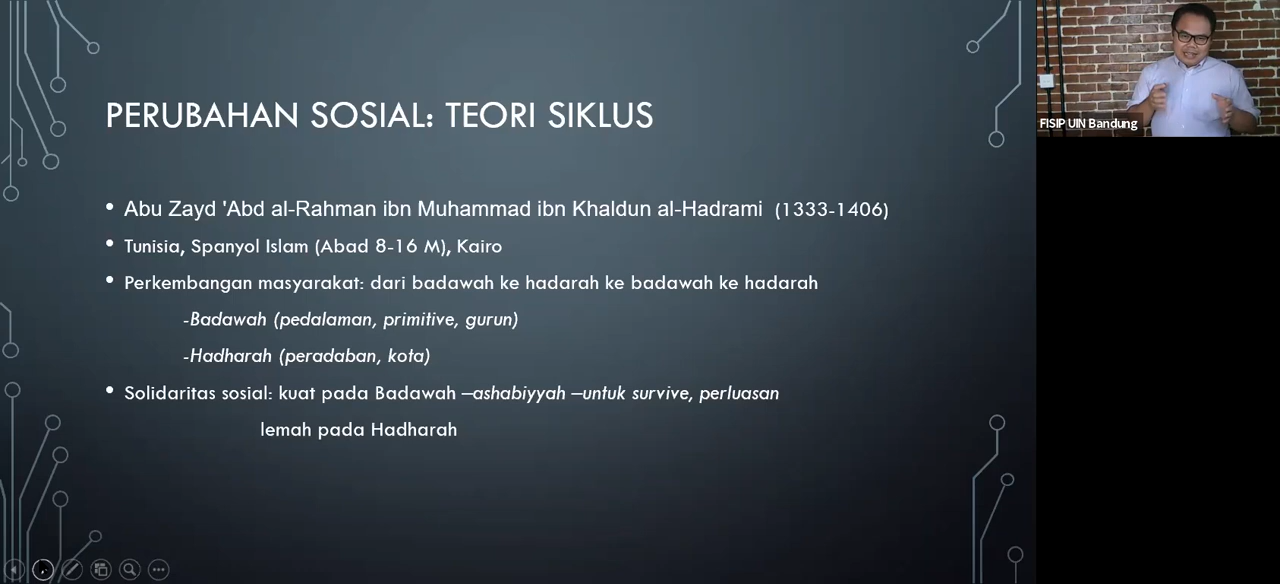 PERUBAHAN SOSIAL: TEORI SIKLUS
• Abu Zayd 'Abd al-Rahman ibn Muhammad ibn Khaldun al-Hadrami (1333-1406)
• Tunisia, Spanyol Islam (Abad 8-16 M), Kairo
• Perkembangan masyarakat: dari badawah ke hadarah ke badawah ke hadarah
-Badawah (pedalaman, primitive, gurun)
-Hadharah (peradaban, kota)
• Solidaritas sosial: kuat pada Badawah –ashabiyyah –untuk survive, perluasan
lemah pada Hadharah
FISIP UIN Bandung